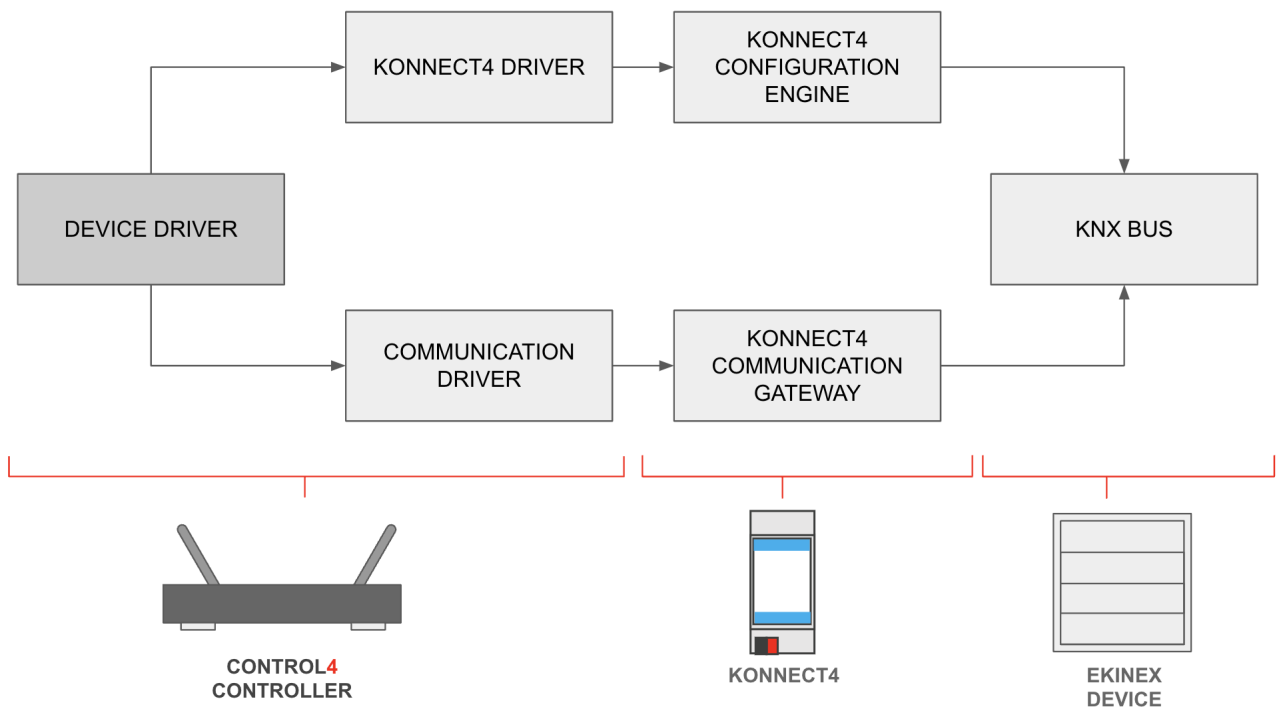 KONNECT4 DRIVER
KONNECT4
CONFIGURATION
ENGINE
DEVICE DRIVER
KNX BUS
COMMUNICATION
DRIVER
KONNECT4
COMMUNICATION
GATEWAY
CONTROL4
CONTROLLER
KONNECT4
EKINEX
DEVICE